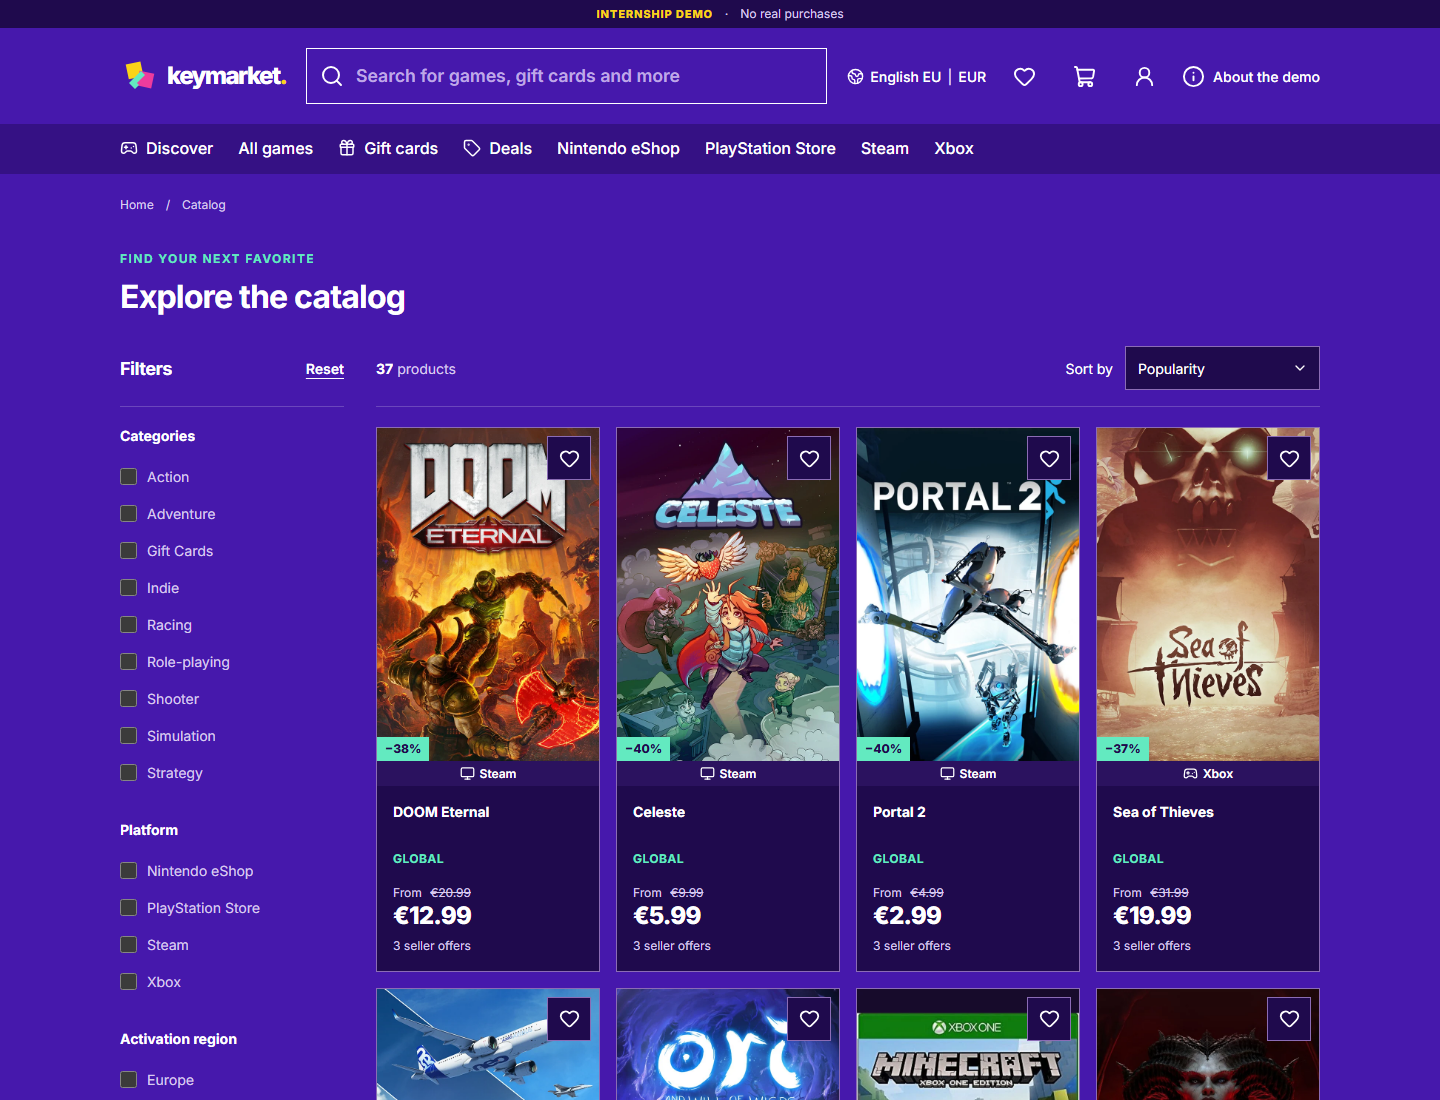 INTERNSHIP DEMO · No real purchases
keymarket.
Search for games, gift cards and more
English EU | EUR
About the demo
Discover
All games
Gift cards
Deals
Nintendo eShop
PlayStation Store
Steam
Xbox
Home / Catalog
FIND YOUR NEXT FAVORITE
Explore the catalog
Filters
Reset
37 products
Sort by
Popularity
Categories
Action
Adventure
Gift Cards
Indie
Racing
Role-playing
Shooter
Simulation
Strategy
Platform
Nintendo eShop
PlayStation Store
Steam
Xbox
Activation region
Europe
DOOM
ETERNAL
−38%
Steam
DOOM Eternal
GLOBAL
From €20.99
€12.99
3 seller offers
CELESTE
−40%
Steam
Celeste
GLOBAL
From €9.99
€5.99
3 seller offers
PORTAL 2
−40%
Steam
Portal 2
GLOBAL
From €4.99
€2.99
3 seller offers
Sea of
Thieves
−37%
Xbox
Sea of Thieves
GLOBAL
From €31.99
€19.99
3 seller offers
neo
ori
AND THE WILL OF THE WISPS
XBOX ONE
MINECRAFT
XBOX ONE EDITION